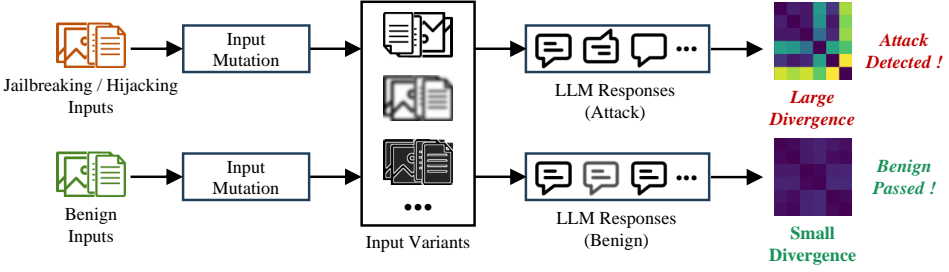 Jailbreaking / Hijacking
Inputs
Input
Mutation
LLM Responses
(Attack)
Large
Divergence
Attack
Detected !
Benign
Inputs
Input
Mutation
Input Variants
LLM Responses
(Benign)
Small
Divergence
Benign
Passed !